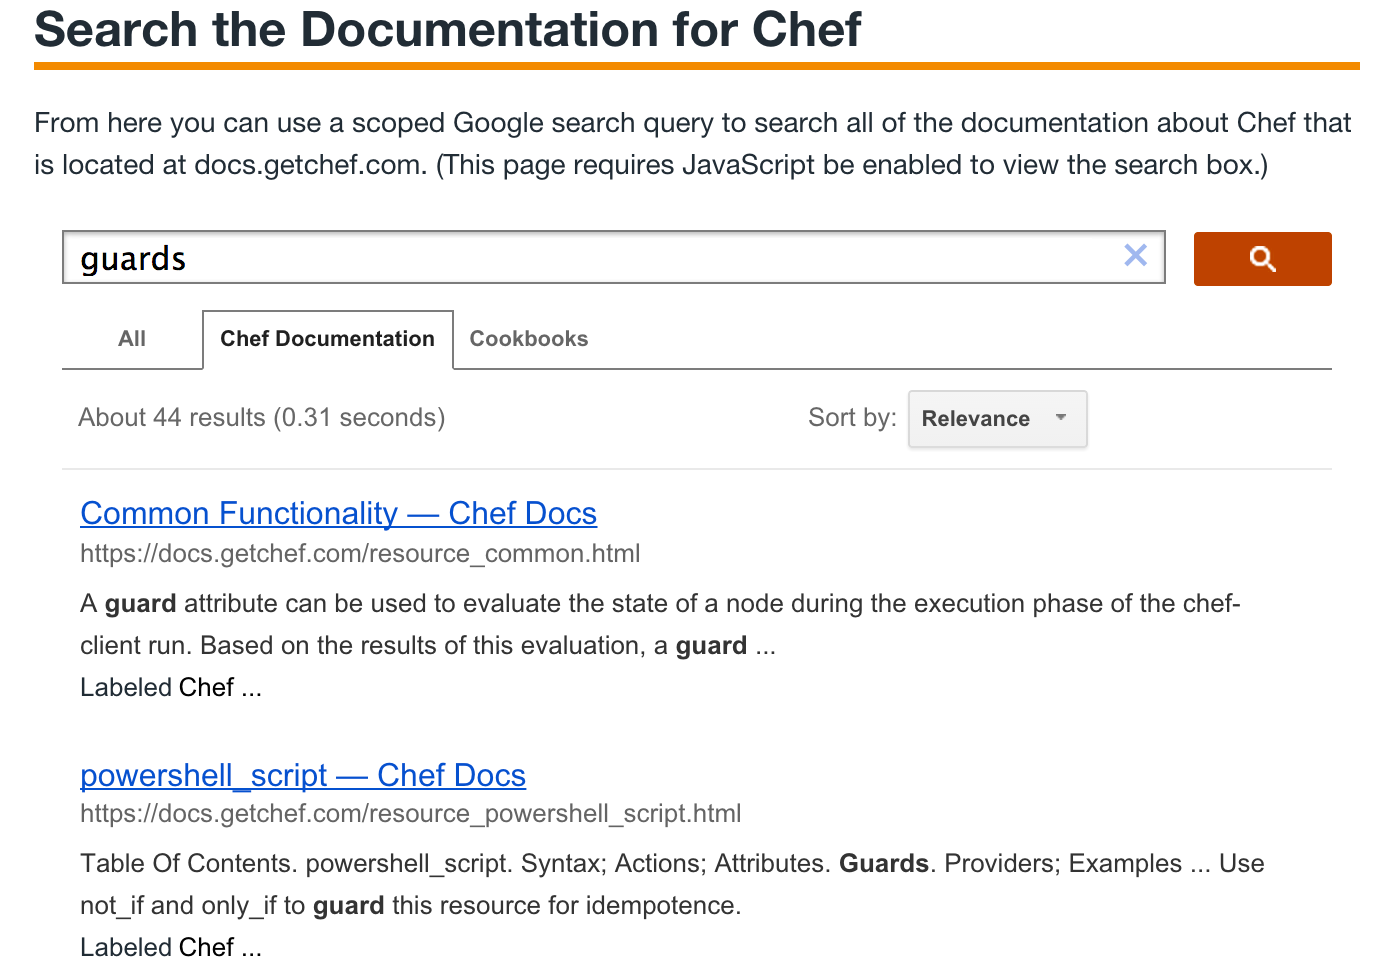 Search the Documentation for Chef
From here you can use a scoped Google search query to search all of the documentation about Chef that
is located at docs.getchef.com. (This page requires JavaScript be enabled to view the search box.)
guards
All Chef Documentation Cookbooks
About 44 results (0.31 seconds) Sort by: Relevance
Common Functionality — Chef Docs
https://docs.getchef.com/resource_common.html
A guard attribute can be used to evaluate the state of a node during the execution phase of the chef-
client run. Based on the results of this evaluation, a guard ...
Labeled Chef ...
powershell_script — Chef Docs
https://docs.getchef.com/resource_powershell_script.html
Table Of Contents. powershell_script. Syntax; Actions; Attributes. Guards. Providers; Examples ... Use
not_if and only_if to guard this resource for idempotence.
Labeled Chef ...